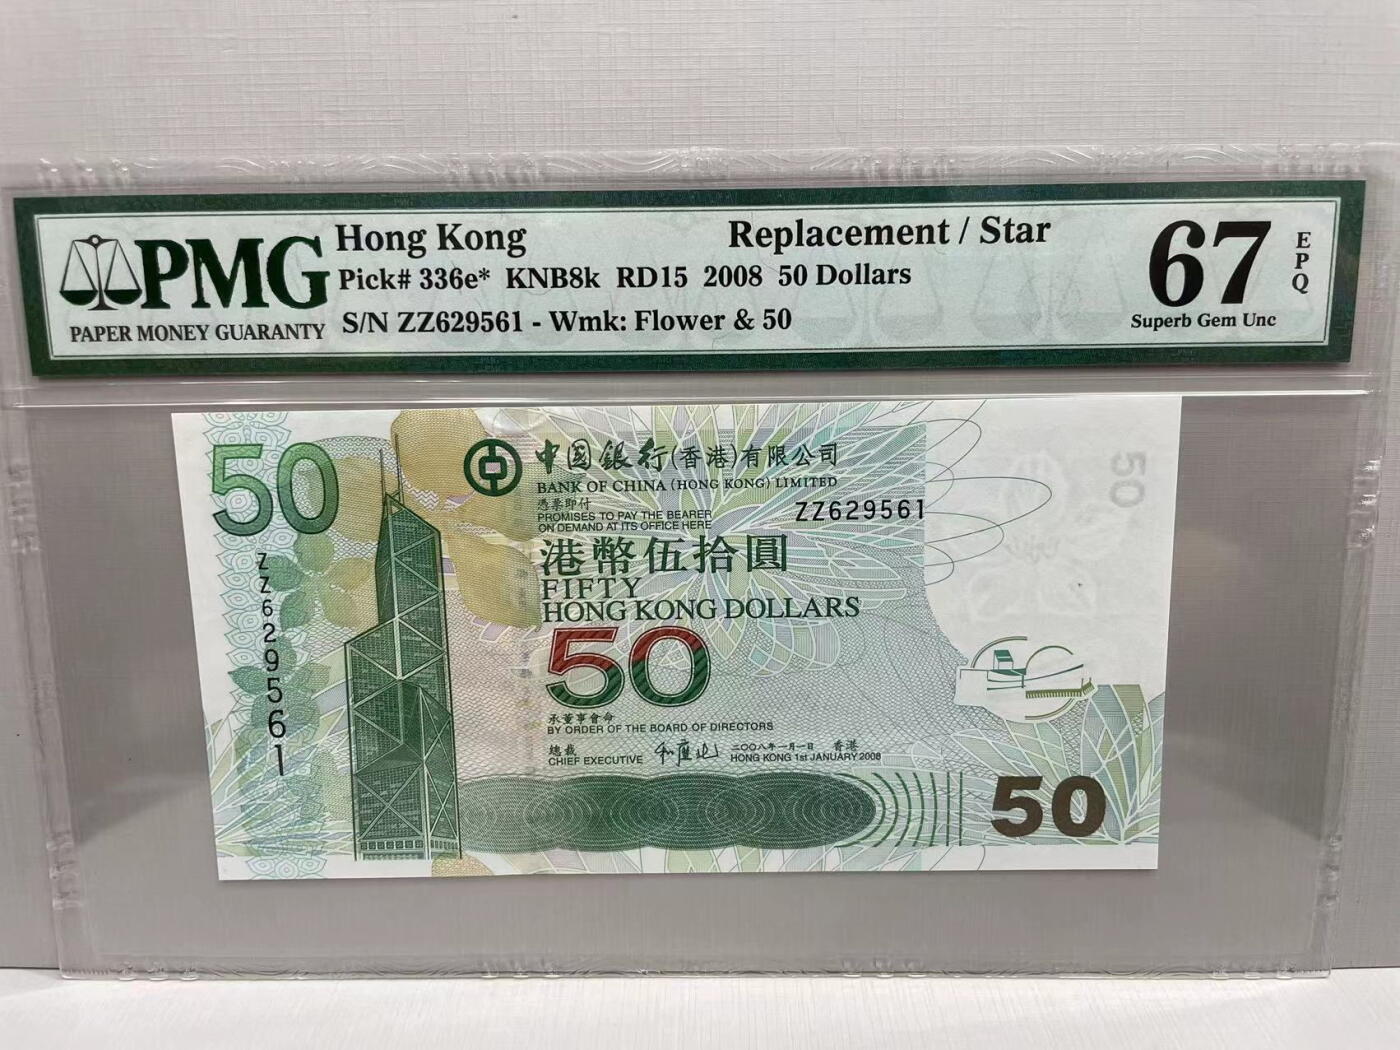 PMG
PAPER MONEY GUARANTY
Hong Kong
Replacement / Star
Pick# 336e* KNB8k RD15 2008 50 Dollars
S/N ZZ629561 - Wmk: Flower & 50
67
EPQ
Superb Gem Unc
50
中國銀行(香港)有限公司
BANK OF CHINA (HONG KONG) LIMITED
憑票即付
PROMISES TO PAY THE BEARER
ON DEMAND AT ITS OFFICE HERE
ZZ629561
港幣伍拾圓
FIFTY
HONG KONG DOLLARS
50
ZZ629561
承董事會命
BY ORDER OF THE BOARD OF DIRECTORS
總裁
CHIEF EXECUTIVE
二〇〇八年一月一日 香港
HONG KONG 1st JANUARY 2008
50
50